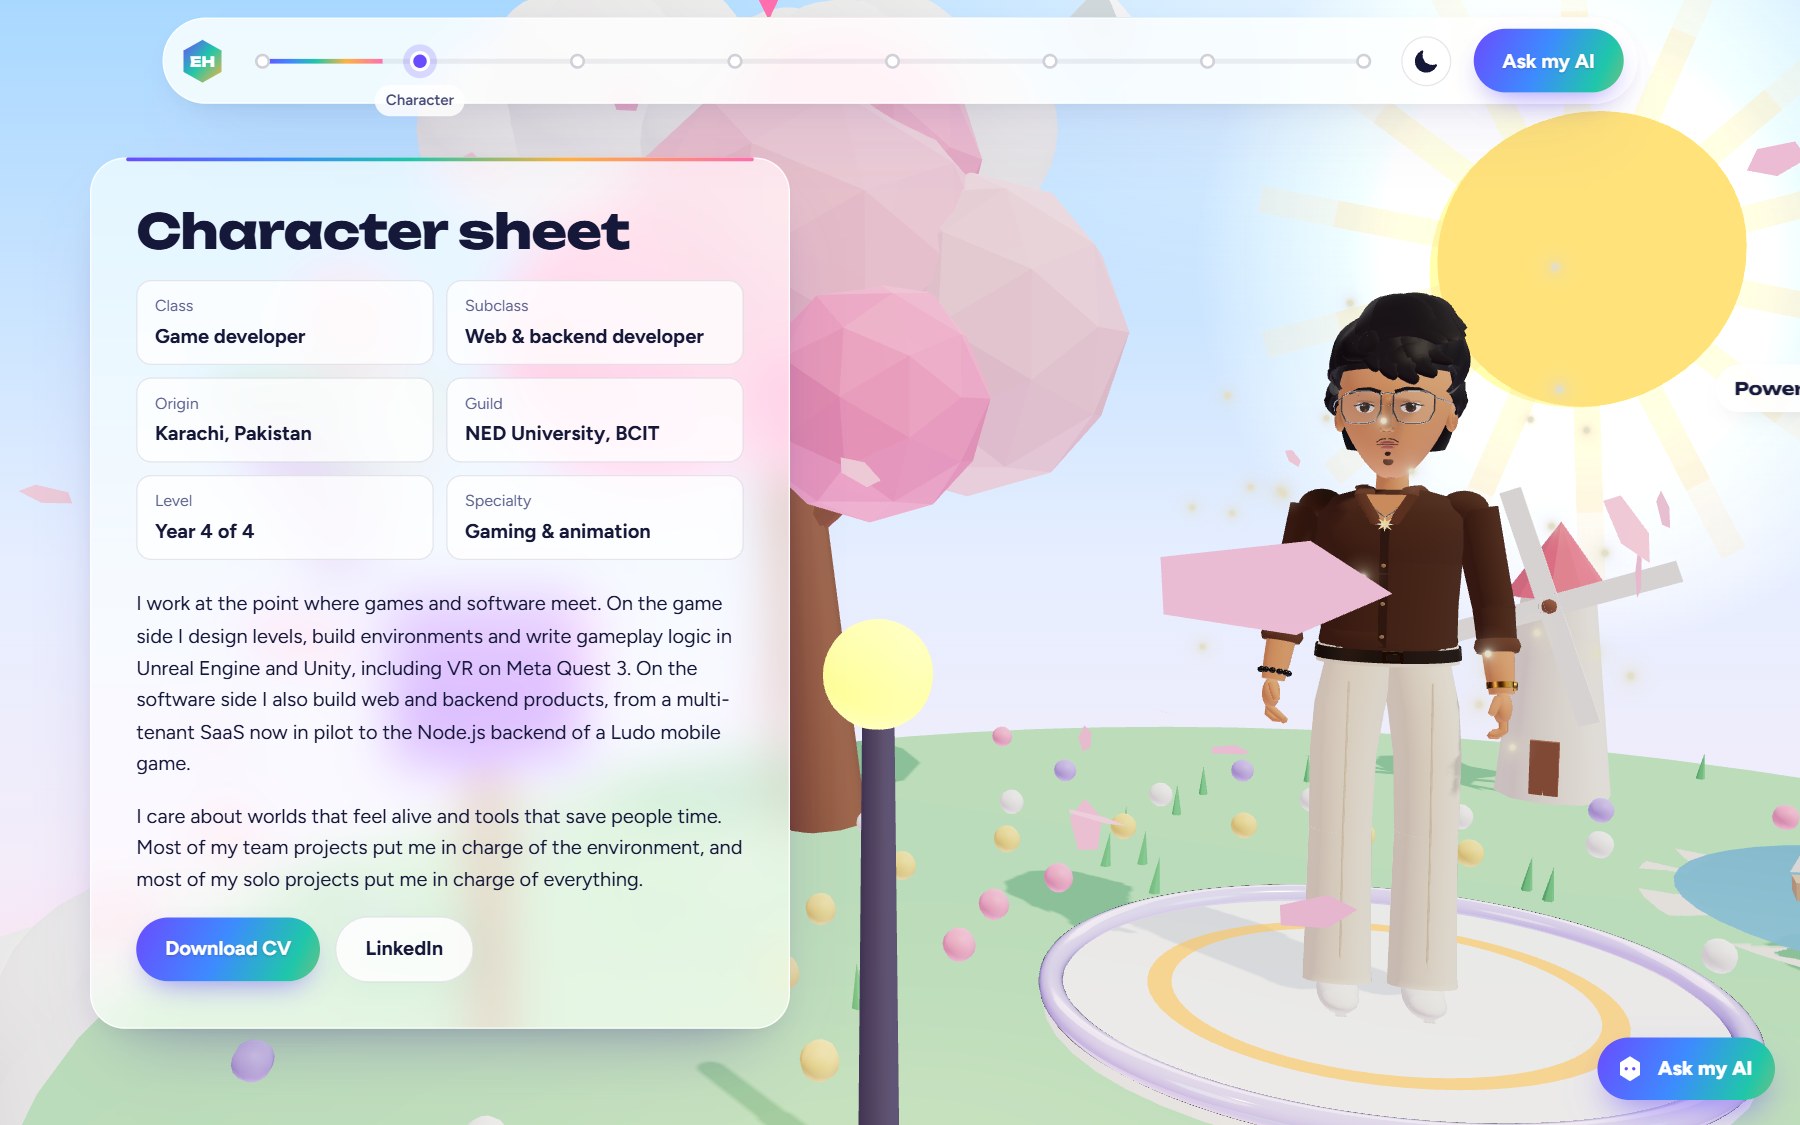 EH
Ask my AI
Character
Character sheet
Class
Game developer
Subclass
Web & backend developer
Origin
Karachi, Pakistan
Guild
NED University, BCIT
Level
Year 4 of 4
Specialty
Gaming & animation
I work at the point where games and software meet. On the game
side I design levels, build environments and write gameplay logic in
Unreal Engine and Unity, including VR on Meta Quest 3. On the
software side I also build web and backend products, from a multi-
tenant SaaS now in pilot to the Node.js backend of a Ludo mobile
game.
I care about worlds that feel alive and tools that save people time.
Most of my team projects put me in charge of the environment, and
most of my solo projects put me in charge of everything.
Download CV
LinkedIn
Power
Ask my AI